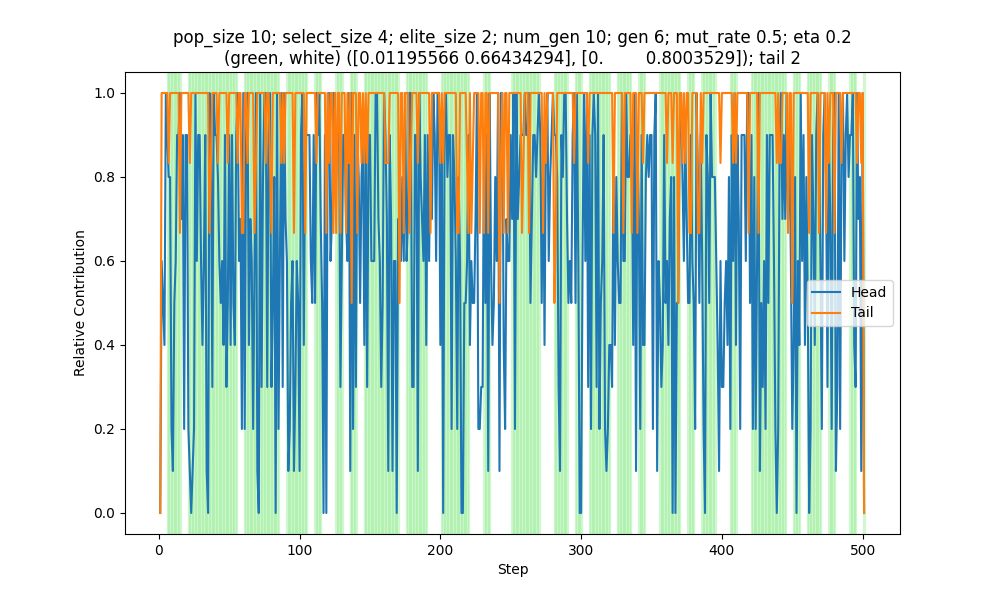 pop_size 10; select_size 4; elite_size 2; num_gen 10; gen 6; mut_rate 0.5; eta 0.2
(green, white) ([0.01195566 0.66434294], [0.        0.8003529]); tail 2
1.0
0.8
0.6
0.4
0.2
0.0
Relative Contribution
Head
Tail
0
100
200
300
400
500
Step